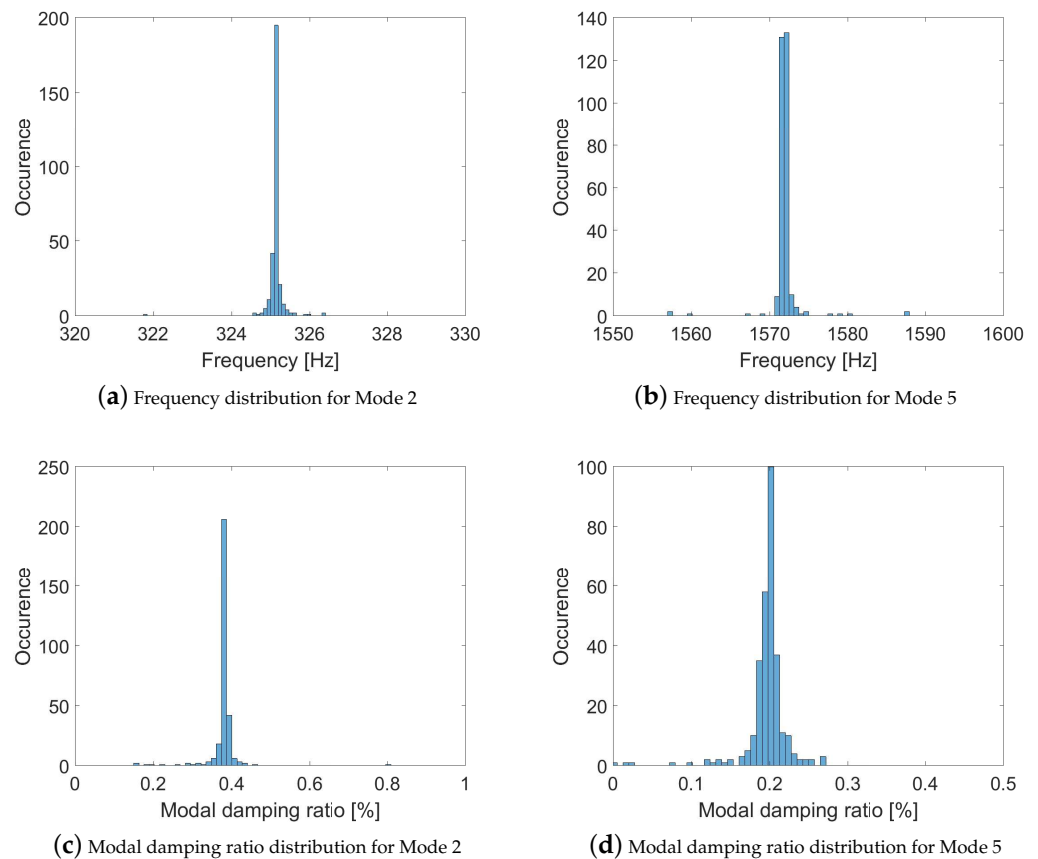 200
150
100
50
0
Occurence
320 322 324 326 328 330
Frequency [Hz]
(a) Frequency distribution for Mode 2
140
120
100
80
60
40
20
0
Occurence
1550 1560 1570 1580 1590 1600
Frequency [Hz]
(b) Frequency distribution for Mode 5
250
200
150
100
50
0
Occurence
0 0.2 0.4 0.6 0.8 1
Modal damping ratio [%]
(c) Modal damping ratio distribution for Mode 2
100
80
60
40
20
0
Occurence
0 0.1 0.2 0.3 0.4 0.5
Modal damping ratio [%]
(d) Modal damping ratio distribution for Mode 5